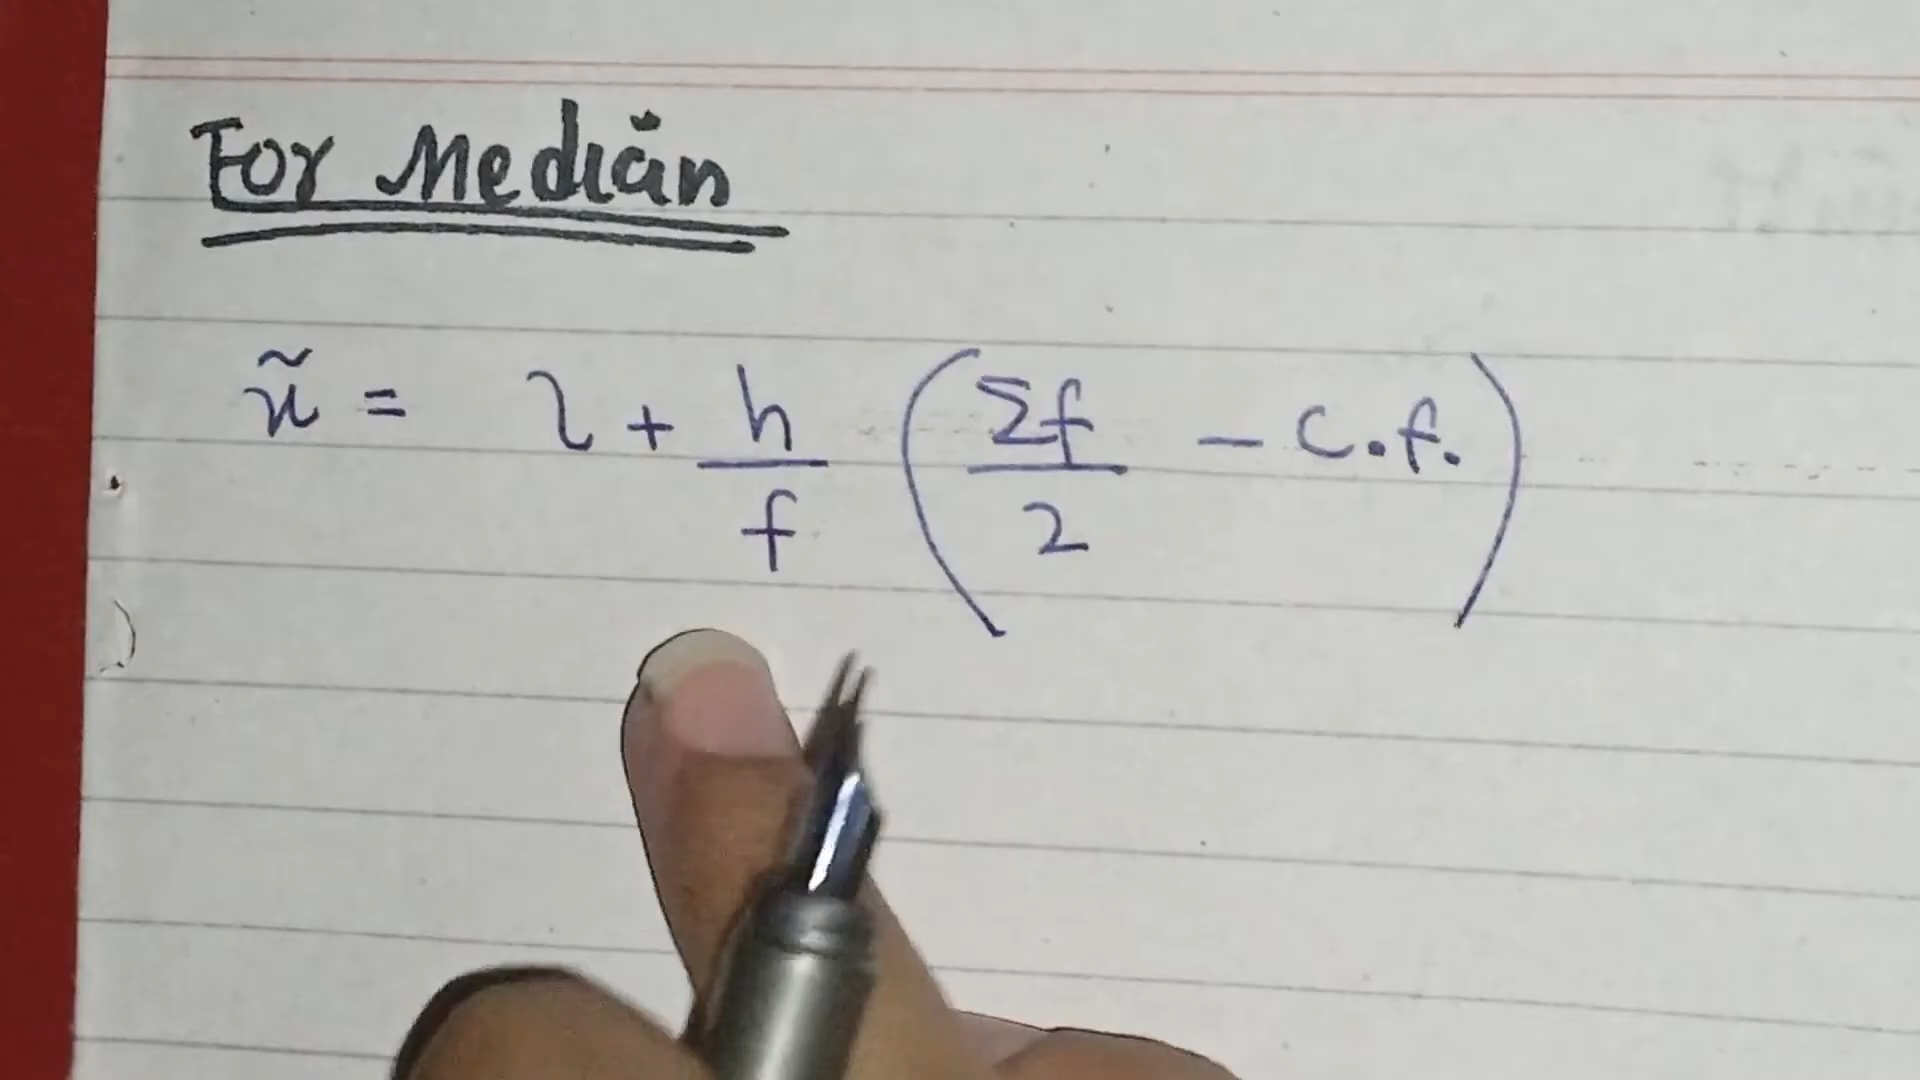 For Median
x̃ = l + h/f (Σf/2 - C.f.)